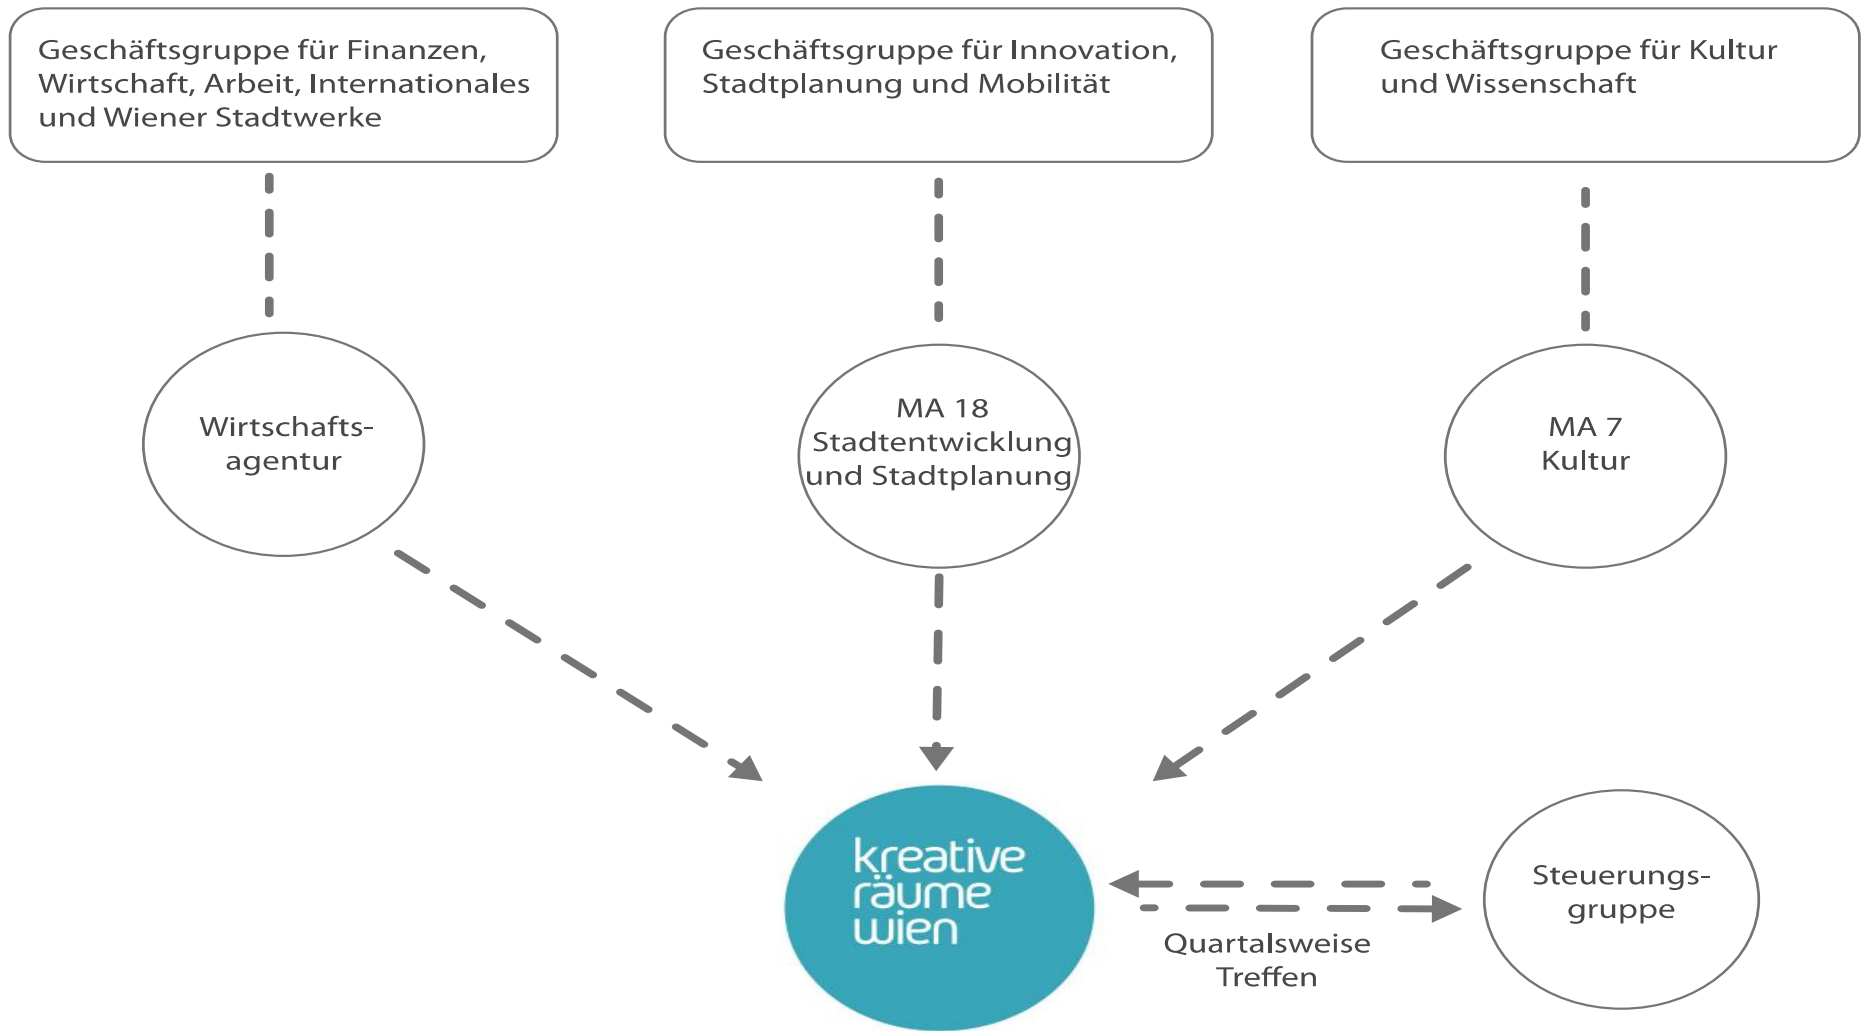 Geschäftsgruppe für Finanzen,
Wirtschaft, Arbeit, Internationales
und Wiener Stadtwerke
Geschäftsgruppe für Innovation,
Stadtplanung und Mobilität
Geschäftsgruppe für Kultur
und Wissenschaft
Wirtschafts-
agentur
MA 18
Stadtentwicklung
und Stadtplanung
MA 7
Kultur
kreative
räume
wien
Quartalsweise
Treffen
Steuerungs-
gruppe